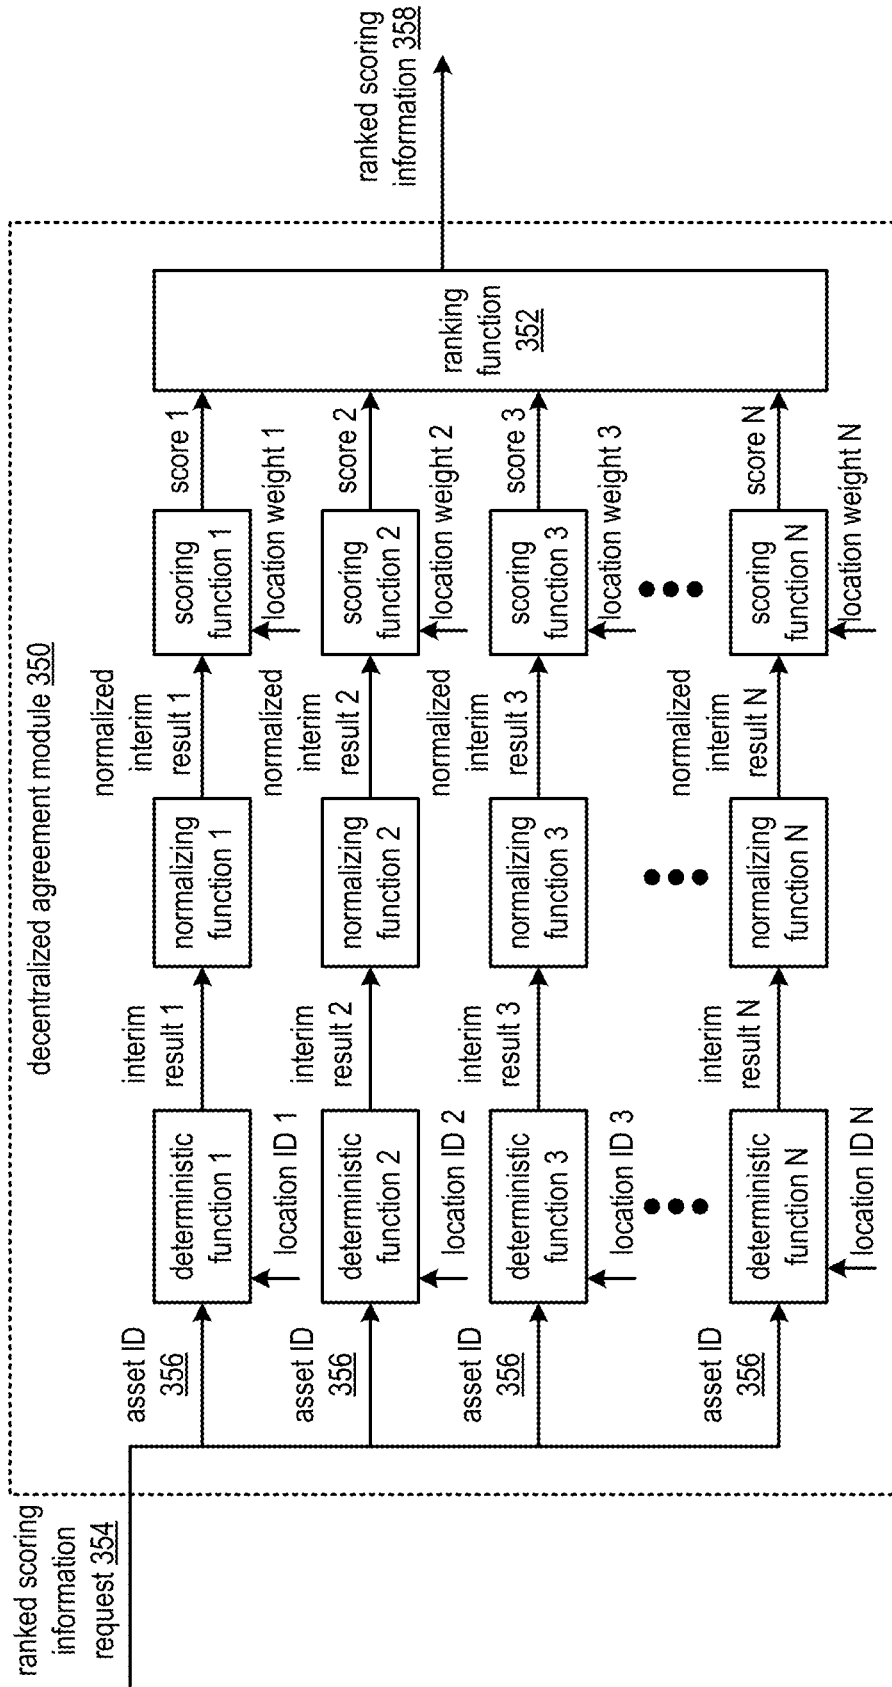 decentralized agreement module 350
ranked scoring
information
request 354
asset ID
356
deterministic
function 1
location ID 1
interim
result 1
normalizing
function 1
normalized
interim
result 1
scoring
function 1
location weight 1
score 1
asset ID
356
deterministic
function 2
location ID 2
interim
result 2
normalizing
function 2
normalized
interim
result 2
scoring
function 2
location weight 2
score 2
asset ID
356
deterministic
function 3
location ID 3
interim
result 3
normalizing
function 3
normalized
interim
result 3
scoring
function 3
location weight 3
score 3
asset ID
356
deterministic
function N
location ID N
interim
result N
normalizing
function N
normalized
interim
result N
scoring
function N
location weight N
score N
ranking
function
352
ranked scoring
information 358